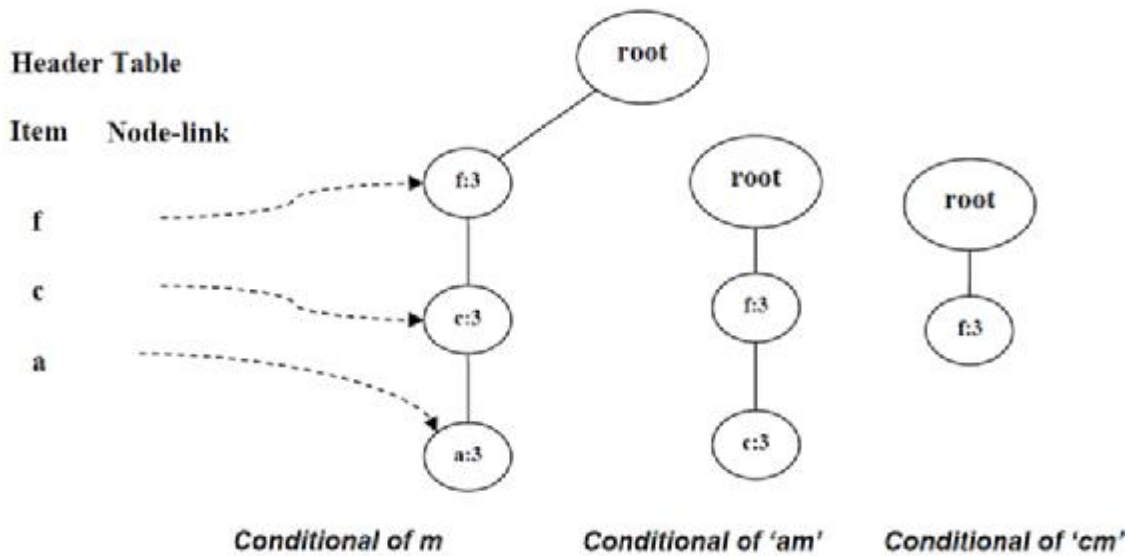 root
Header Table
Item Node-link
f:3
root
root
f
c
c:3
f:3
f:3
a
a:3
c:3
Conditional of m
Conditional of 'am'
Conditional of 'cm'